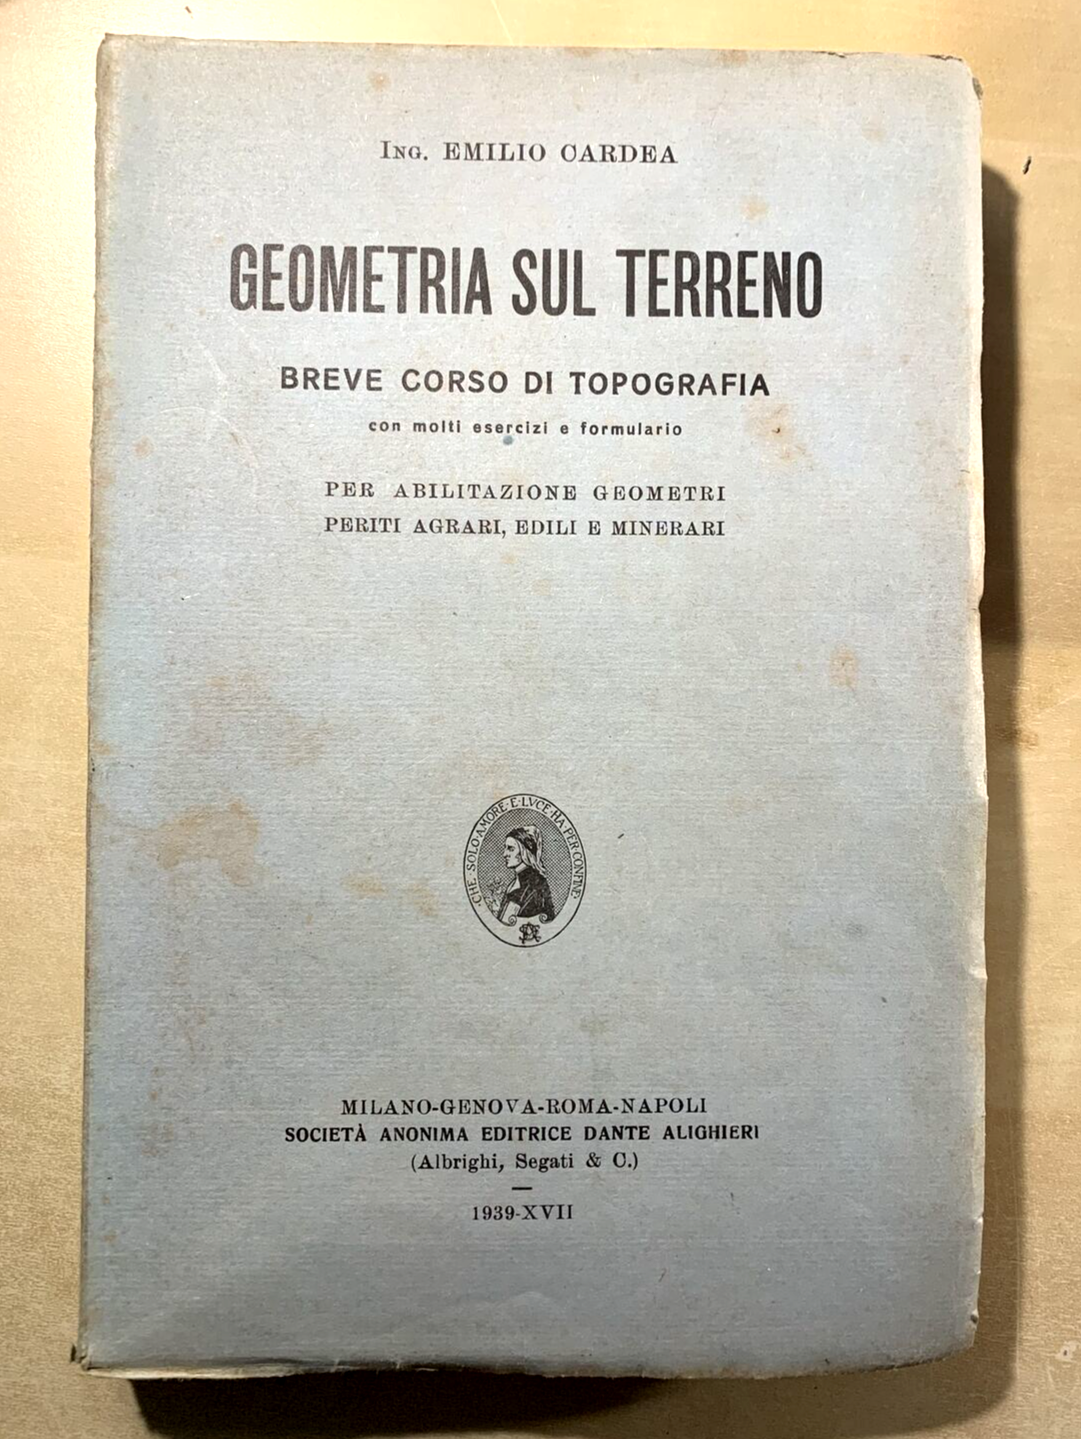 Ing. EMILIO CARDEA
GEOMETRIA SUL TERRENO
BREVE CORSO DI TOPOGRAFIA
con molti esercizi e formulario
PER ABILITAZIONE GEOMETRI
PERITI AGRARI, EDILI E MINERARI
·CHE·SOLO·AMORE·E·LVCE·HA·PER·CONFINE·
MILANO-GENOVA-ROMA-NAPOLI
SOCIETÀ ANONIMA EDITRICE DANTE ALIGHIERI
(Albrighi, Segati & C.)
1939-XVII